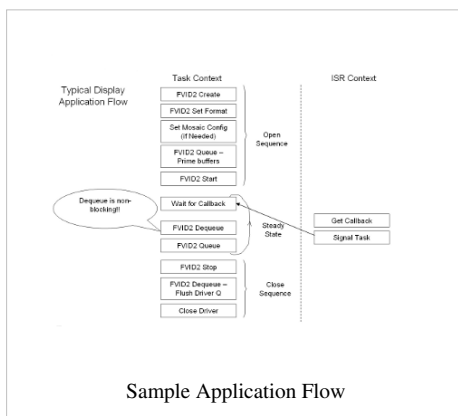 Typical Display
Application Flow
Task Context
ISR Context
FVID2 Create
FVID2 Set Format
Set Mosaic Config
(if Needed)
FVID2 Queue –
Prime buffers
FVID2 Start
Open
Sequence
Dequeue is non-
blocking!!
Wait for Callback
FVID2 Dequeue
FVID2 Queue
Steady
State
Get Callback
Signal Task
FVID2 Stop
FVID2 Dequeue –
Flush Driver Q
Close Driver
Close
Sequence
Sample Application Flow